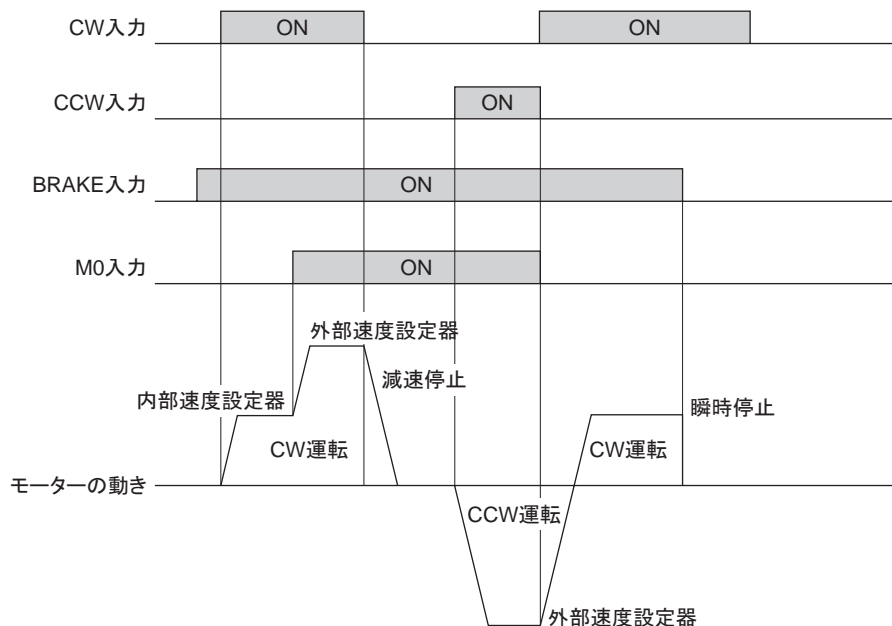 CW入力
ON
ON
CCW入力
ON
BRAKE入力
ON
M0入力
ON
外部速度設定器
減速停止
内部速度設定器
瞬時停止
CW運転
CW運転
モーターの動き
CCW運転
外部速度設定器